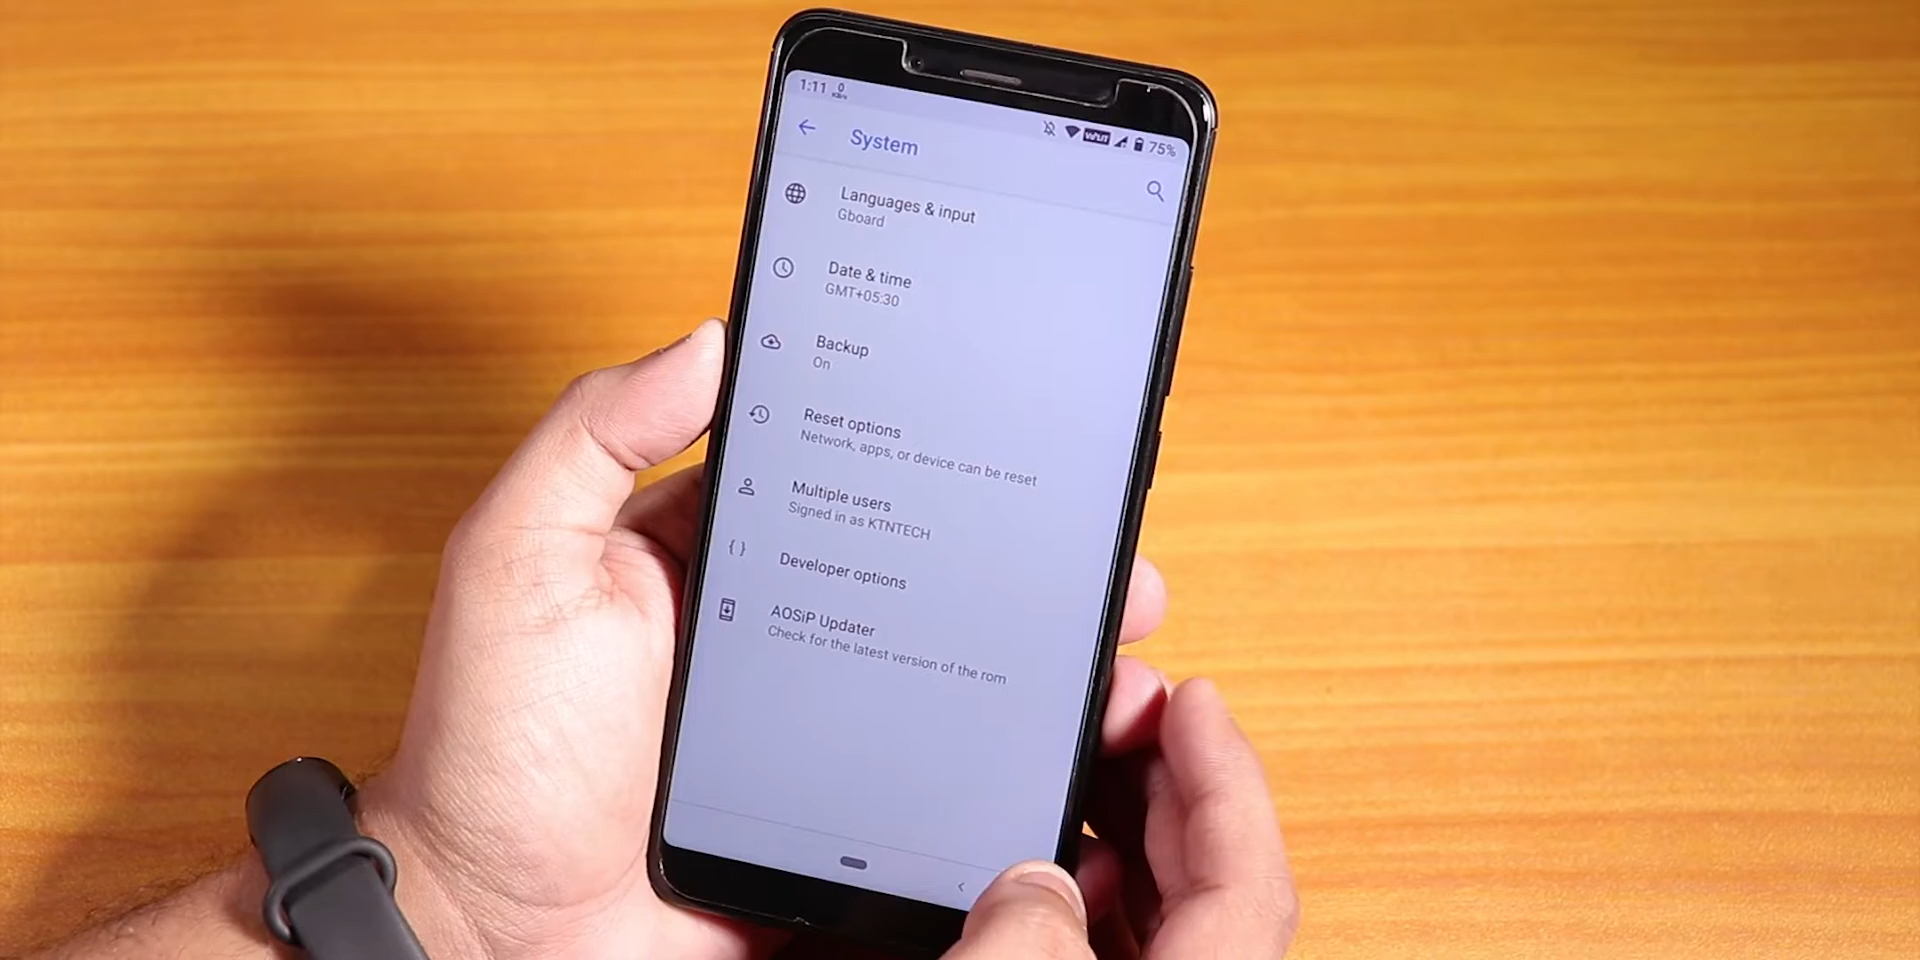 1:11 0
KB/s
75%
System
Languages & input
Gboard
Date & time
GMT+05:30
Backup
On
Reset options
Network, apps, or device can be reset
Multiple users
Signed in as KTNTECH
{ } Developer options
AOSiP Updater
Check for the latest version of the rom